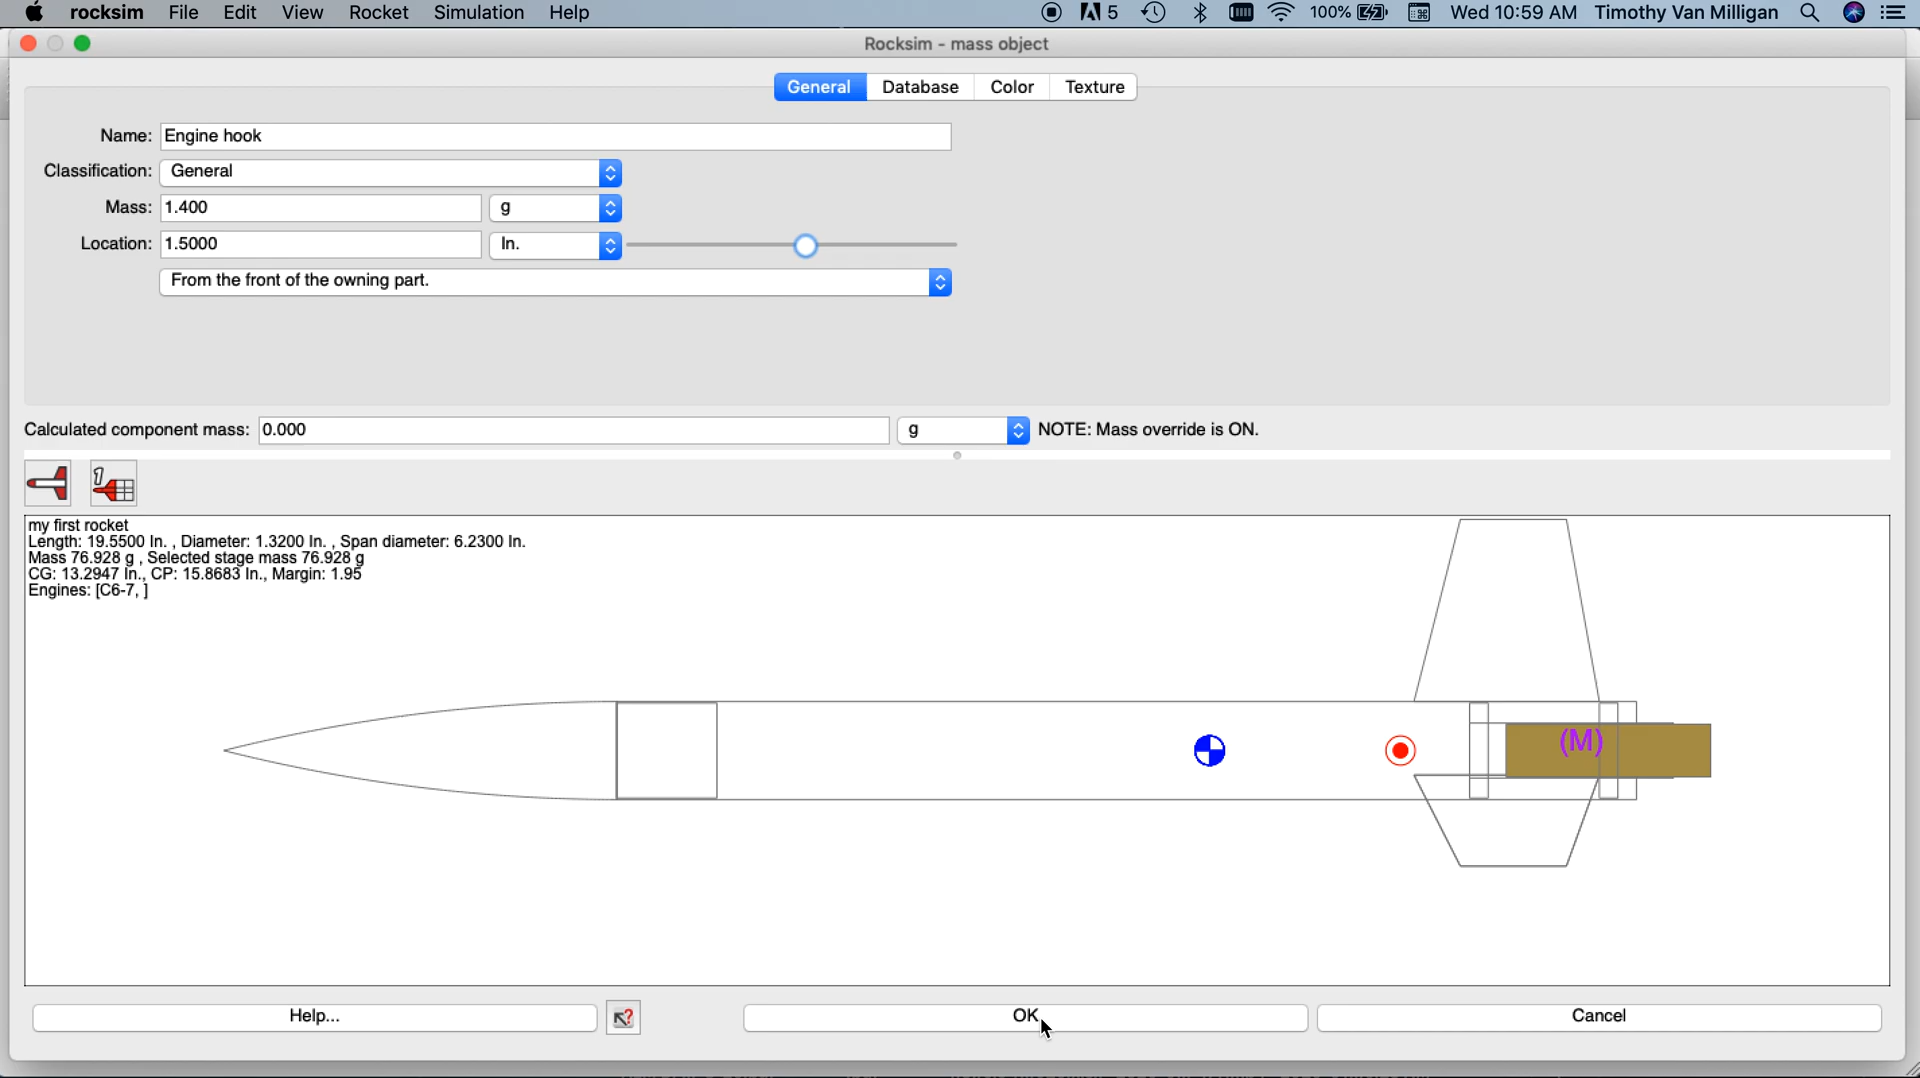 rocksim File Edit View Rocket Simulation Help 5 100% Wed 10:59 AM Timothy Van Milligan
Rocksim - mass object
General Database Color Texture
Name: Engine hook
Classification: General
Mass: 1.400 g
Location: 1.5000 In.
From the front of the owning part.
Calculated component mass: 0.000 g NOTE: Mass override is ON.
1
my first rocket
Length: 19.5500 In. , Diameter: 1.3200 In. , Span diameter: 6.2300 In.
Mass 76.928 g , Selected stage mass 76.928 g
CG: 13.2947 In., CP: 15.8683 In., Margin: 1.95
Engines: [C6-7, ]
(M)
Help... ? OK Cancel